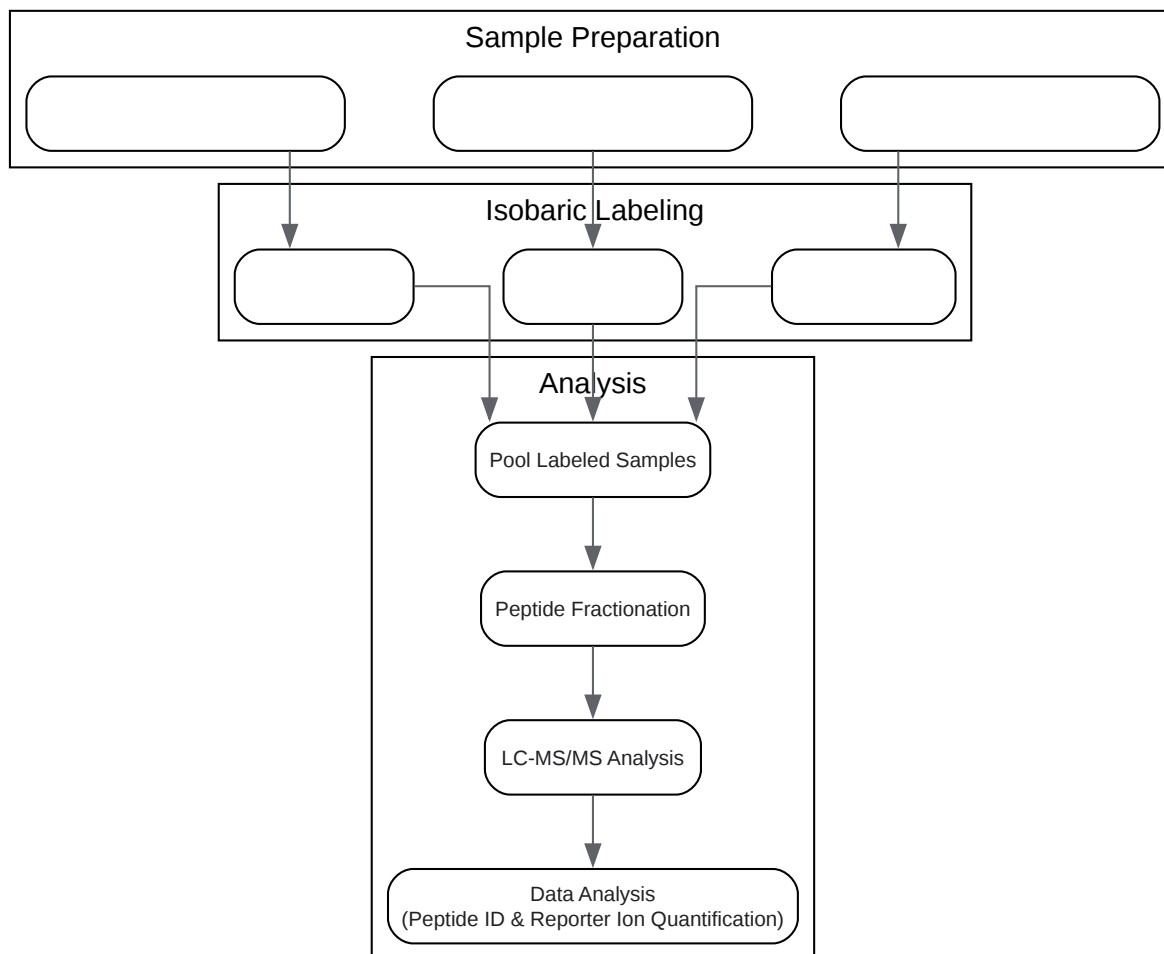 Sample Preparation
Isobaric Labeling
Analysis
Pool Labeled Samples
Peptide Fractionation
LC-MS/MS Analysis
Data Analysis
(Peptide ID & Reporter Ion Quantification)